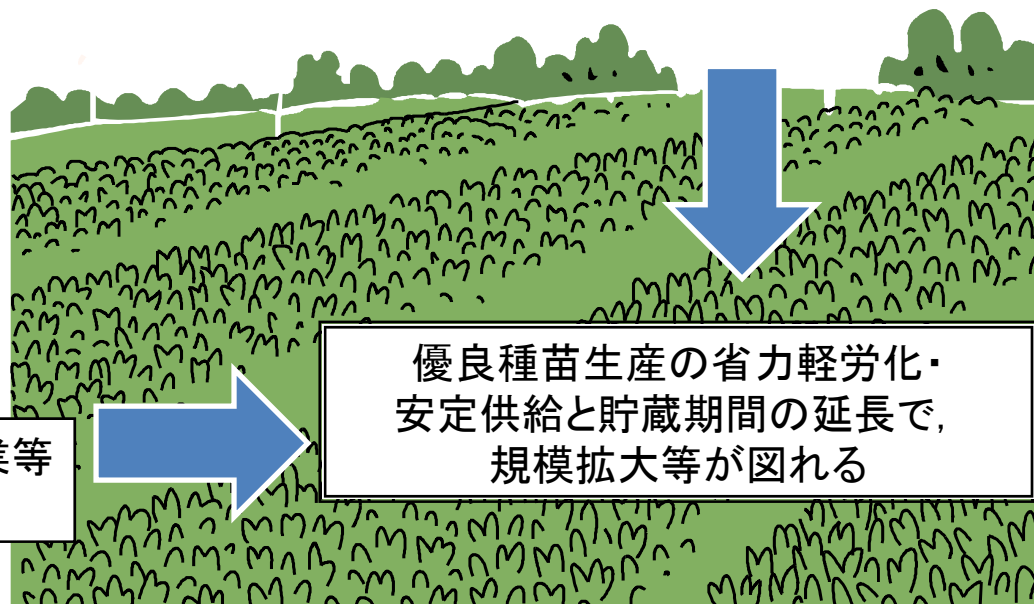 優良種苗生産の省力軽労化・
安定供給と貯蔵期間の延長で,
規模拡大等が図れる
業等